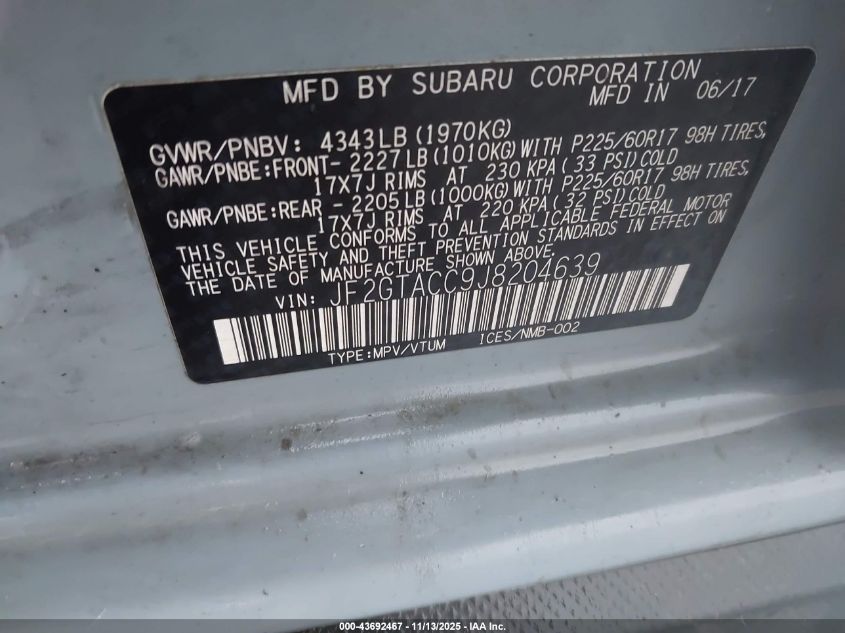 MFD BY SUBARU CORPORATION
MFD IN 06/17
GVWR/PNBV: 4343LB (1970KG)
GAWR/PNBE:FRONT- 2227LB (1010KG) WITH P225/60R17 98H TIRES,
17X7J RIMS AT 230 KPA ( 33 PSI) COLD
GAWR/PNBE:REAR - 2205LB (1000KG) WITH P225/60R17 98H TIRES,
17X7J RIMS AT 220 KPA ( 32 PSI) COLD
THIS VEHICLE CONFORMS TO ALL APPLICABLE FEDERAL MOTOR
VEHICLE SAFETY AND THEFT PREVENTION STANDARDS IN EFFECT ON
THE DATE OF MANUFACTURE SHOWN ABOVE.
VIN: JF2GTACC9J8204639
TYPE:MPV/VTUM ICES/NMB-002
000-43692467 - 11/13/2025 - IAA Inc.